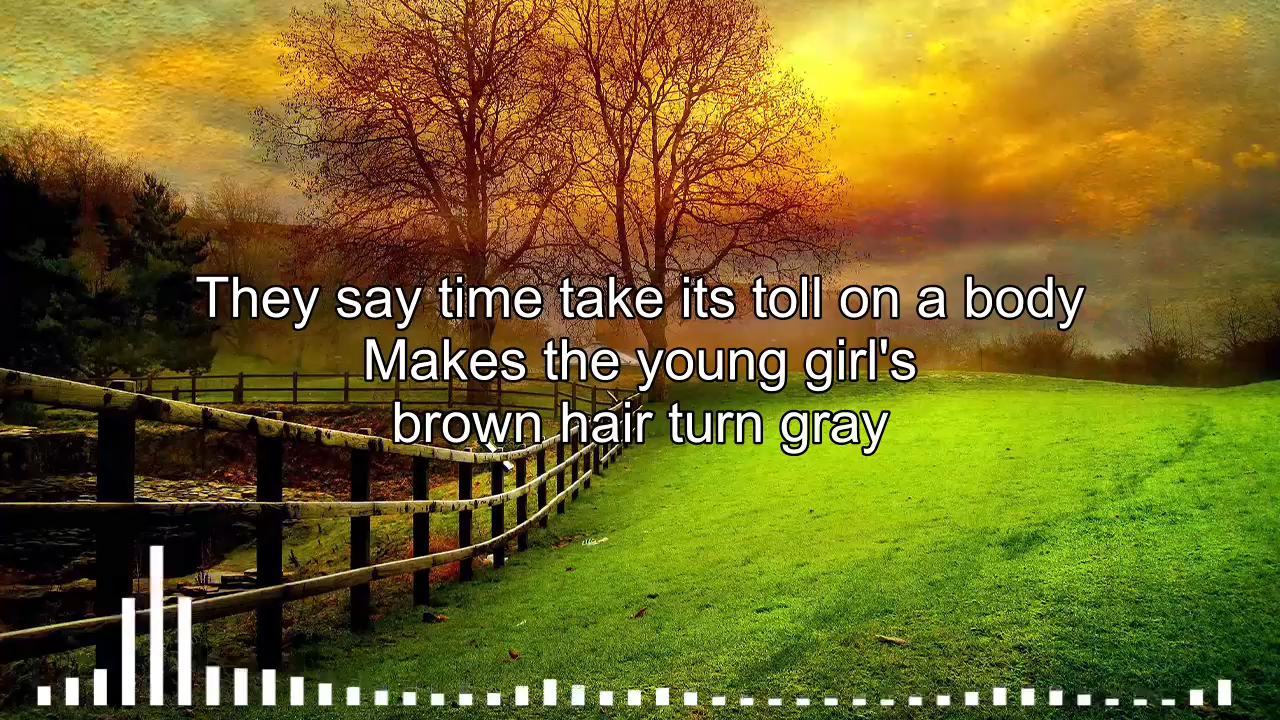 They say time take its toll on a body
Makes the young girl's
brown hair turn gray